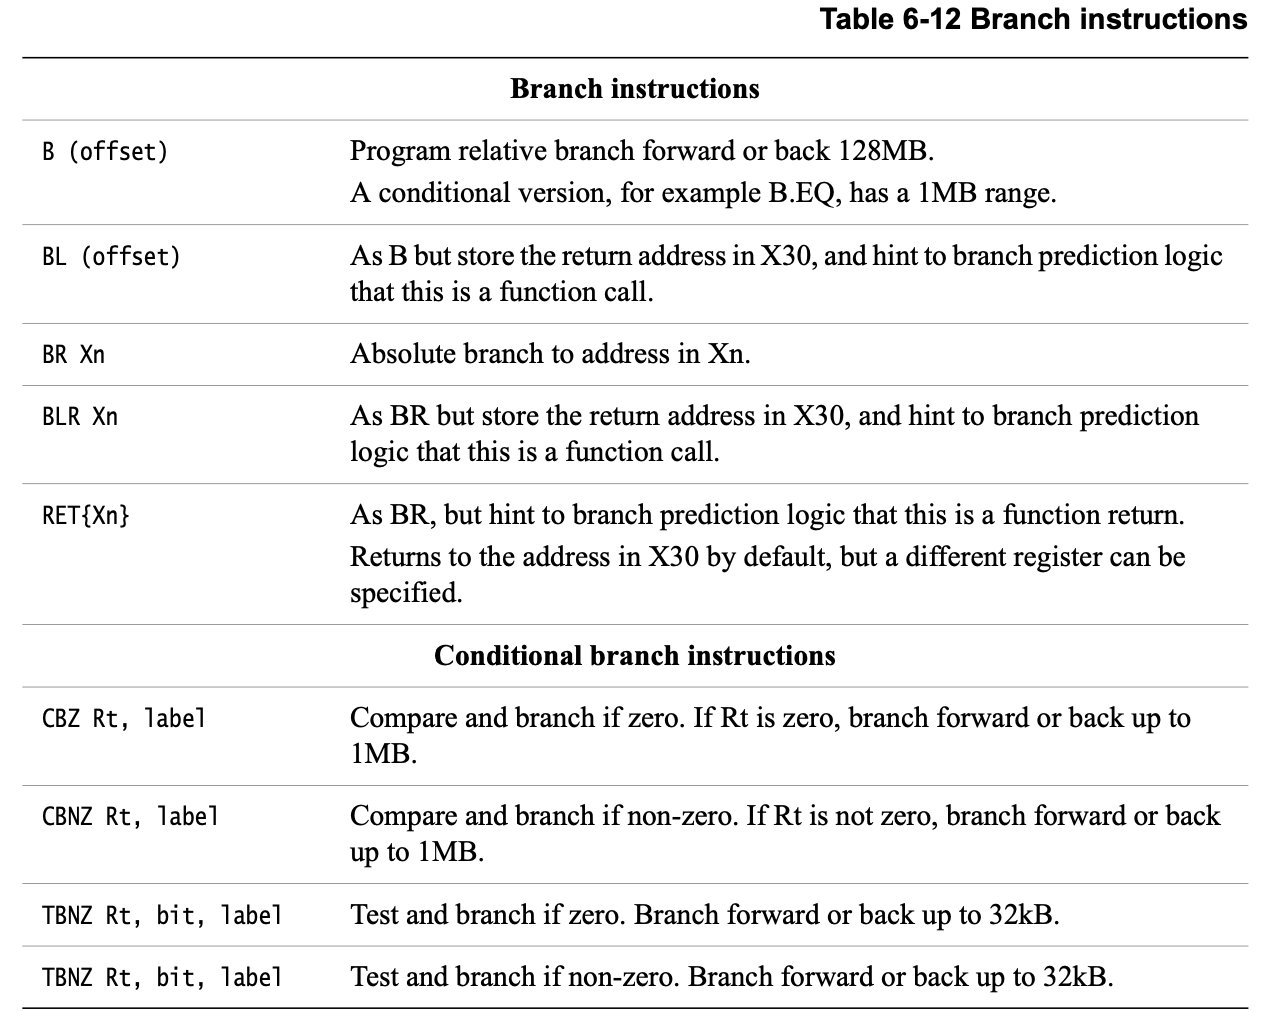 Table 6-12 Branch instructions
Branch instructions
B (offset) Program relative branch forward or back 128MB.
A conditional version, for example B.EQ, has a 1MB range.
BL (offset) As B but store the return address in X30, and hint to branch prediction logic
that this is a function call.
BR Xn Absolute branch to address in Xn.
BLR Xn As BR but store the return address in X30, and hint to branch prediction
logic that this is a function call.
RET{Xn} As BR, but hint to branch prediction logic that this is a function return.
Returns to the address in X30 by default, but a different register can be
specified.
Conditional branch instructions
CBZ Rt, label Compare and branch if zero. If Rt is zero, branch forward or back up to
1MB.
CBNZ Rt, label Compare and branch if non-zero. If Rt is not zero, branch forward or back
up to 1MB.
TBNZ Rt, bit, label Test and branch if zero. Branch forward or back up to 32kB.
TBNZ Rt, bit, label Test and branch if non-zero. Branch forward or back up to 32kB.